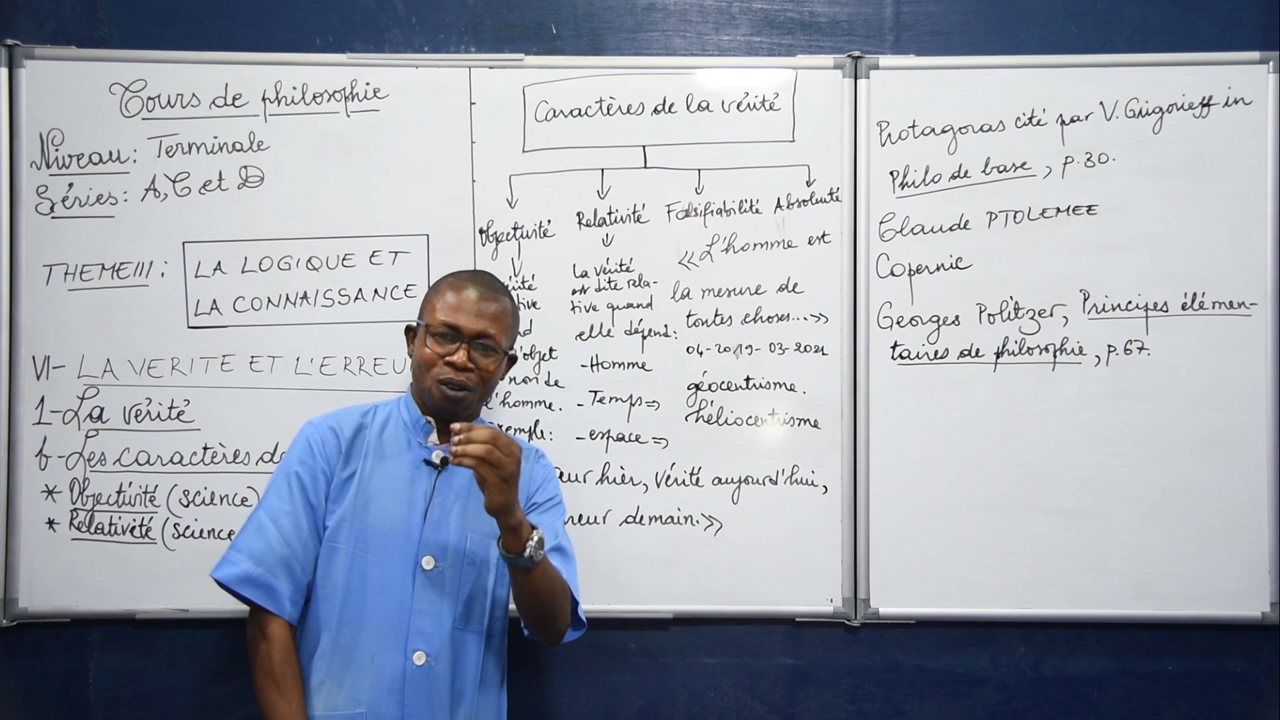 Cours de philosophie
Niveau: Terminale
Séries: A, C et D
THEME III: LA LOGIQUE ET
LA CONNAISSANCE
VI- LA VERITE ET L'ERREU
1- La vérité
b- Les caractères de
* Objectivité (science)
* Relativité (science
Caractères de la vérité
Objectivité Relativité Falsifiabilité Absoluité
La vérité
est dite rela-
tive quand
elle dépend:
- Homme
- Temps =>
- espace =>
l'objet
non de
l'homme.
exemple:
<< L'homme est
la mesure de
toutes choses... >>
04-2019-03-2021
géocentrisme.
héliocentrisme
eur hier, vérité aujourd'hui,
reur demain. >>
Protagoras cité par V. Grigorieff in
Philo de base, p.30.
Claude PTOLEMEE
Copernic
Georges Politzer, Principes élémen-
taires de philosophie, p.67.